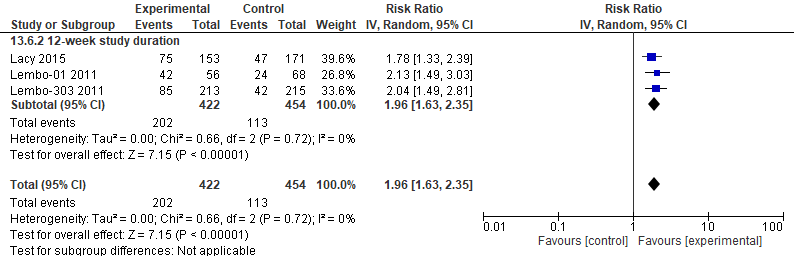 Experimental Control Risk Ratio Risk Ratio
Study or Subgroup Events Total Events Total Weight IV, Random, 95% CI IV, Random, 95% CI
13.6.2 12-week study duration
Lacy 2015 75 153 47 171 39.6% 1.78 [1.33, 2.39]
Lembo-01 2011 42 56 24 68 26.8% 2.13 [1.49, 3.03]
Lembo-303 2011 85 213 42 215 33.6% 2.04 [1.49, 2.81]
Subtotal (95% CI) 422 454 100.0% 1.96 [1.63, 2.35]
Total events 202 113
Heterogeneity: Tau² = 0.00; Chi² = 0.66, df = 2 (P = 0.72); I² = 0%
Test for overall effect: Z = 7.15 (P < 0.00001)
Total (95% CI) 422 454 100.0% 1.96 [1.63, 2.35]
Total events 202 113
Heterogeneity: Tau² = 0.00; Chi² = 0.66, df = 2 (P = 0.72); I² = 0%
Test for overall effect: Z = 7.15 (P < 0.00001)
Test for subgroup differences: Not applicable
0.01 0.1 1 10 100
Favours [control] Favours [experimental]